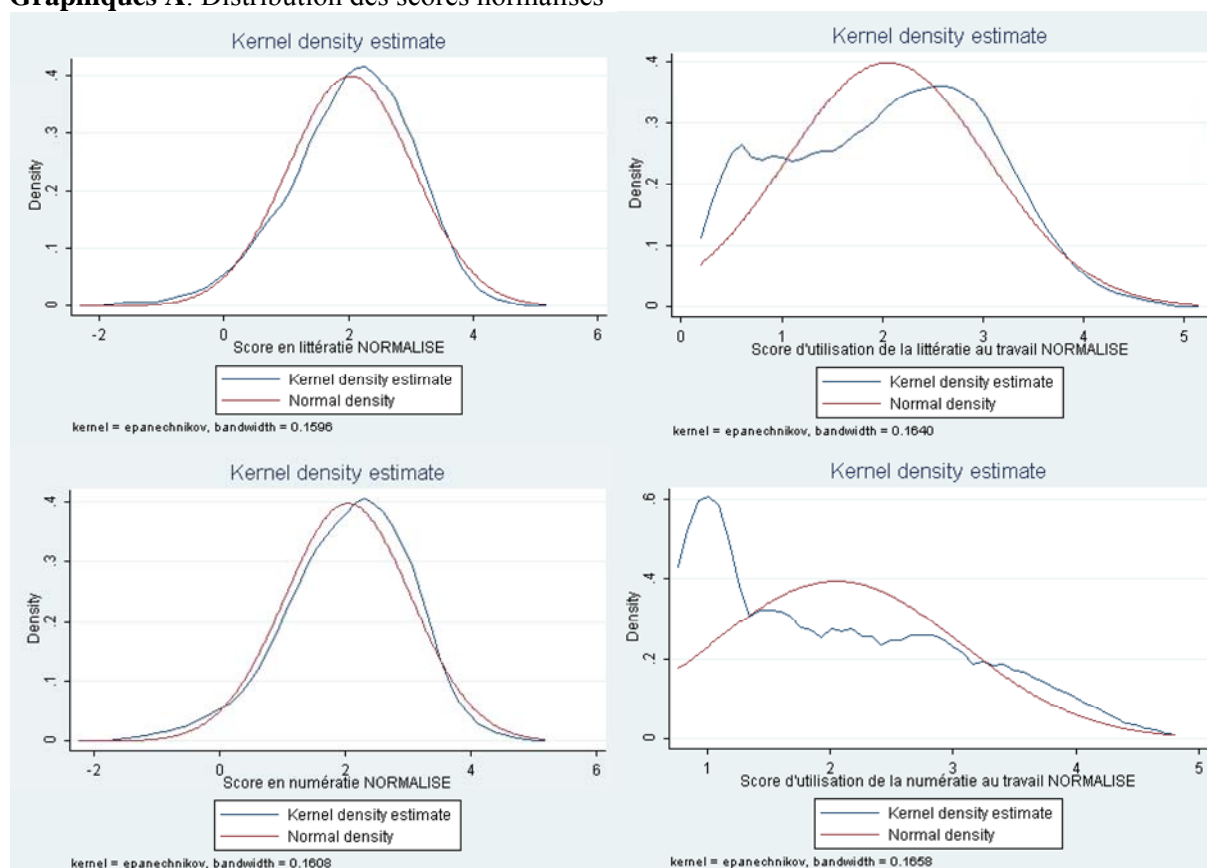 Graphiques A: Distribution des scores normalisés
Kernel density estimate
Density
0
.1
.2
.3
.4
-2
0
2
4
6
Score en littératie NORMALISE
Kernel density estimate
Normal density
kernel = epanechnikov, bandwidth = 0.1596
Kernel density estimate
Density
0
.1
.2
.3
.4
0
1
2
3
4
5
Score d'utilisation de la littératie au travail NORMALISE
Kernel density estimate
Normal density
kernel = epanechnikov, bandwidth = 0.1640
Kernel density estimate
Density
0
.1
.2
.3
.4
-2
0
2
4
6
Score en numératie NORMALISE
Kernel density estimate
Normal density
kernel = epanechnikov, bandwidth = 0.1608
Kernel density estimate
Density
0
.2
.4
.6
1
2
3
4
5
Score d'utilisation de la numératie au travail NORMALISE
Kernel density estimate
Normal density
kernel = epanechnikov, bandwidth = 0.1658